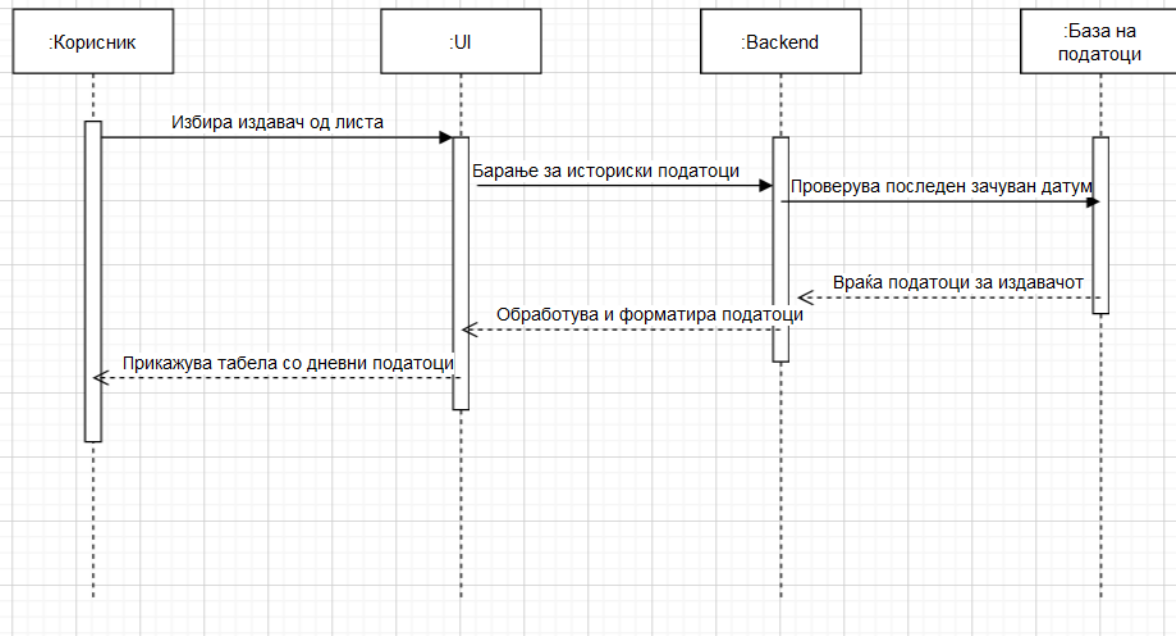 :Корисник
:UI
:Backend
:База на
податоци
Избира издавач од листа
Барање за историски податоци
Проверува последен зачуван датум
Враќа податоци за издавачот
Обработува и форматира податоци
Прикажува табела со дневни податоци